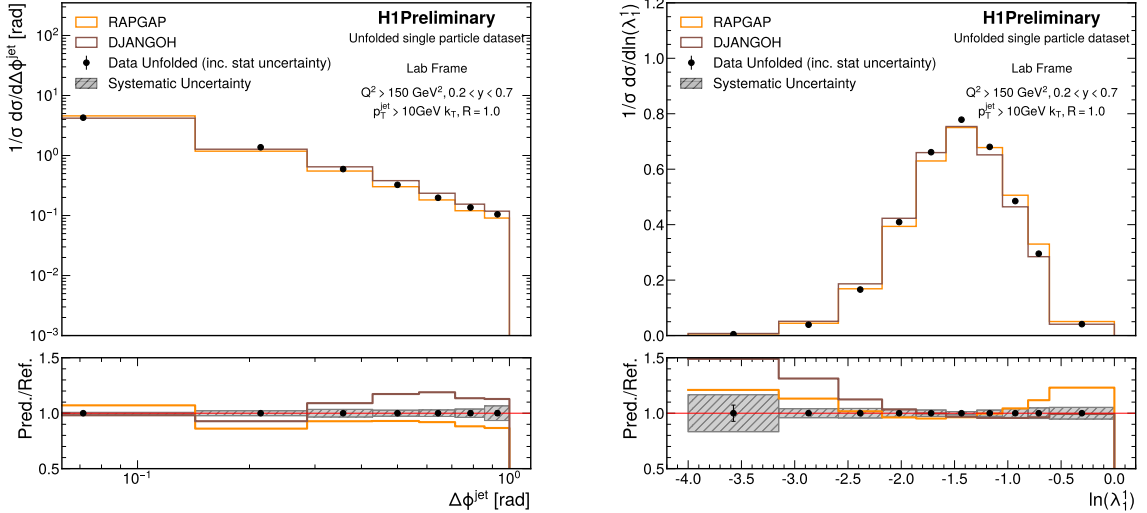 RAPGAP
DJANGOH
Data Unfolded (inc. stat uncertainty)
Systematic Uncertainty
H1Preliminary
Unfolded single particle dataset
Lab Frame
Q² > 150 GeV², 0.2 < y < 0.7
p_T^jet > 10GeV k_T, R = 1.0
1/σ dσ/dΔϕ^jet [rad]
10²
10¹
10⁰
10⁻¹
10⁻²
10⁻³
Pred./Ref.
1.5
1.0
0.5
10⁻¹
10⁰
Δϕ^jet [rad]
RAPGAP
DJANGOH
Data Unfolded (inc. stat uncertainty)
Systematic Uncertainty
H1Preliminary
Unfolded single particle dataset
Lab Frame
Q² > 150 GeV², 0.2 < y < 0.7
p_T^jet > 10GeV k_T, R = 1.0
1/σ dσ/dln(λ₁¹)
1.2
1.0
0.8
0.6
0.4
0.2
0.0
Pred./Ref.
1.5
1.0
0.5
-4.0 -3.5 -3.0 -2.5 -2.0 -1.5 -1.0 -0.5 0.0
ln(λ₁¹)